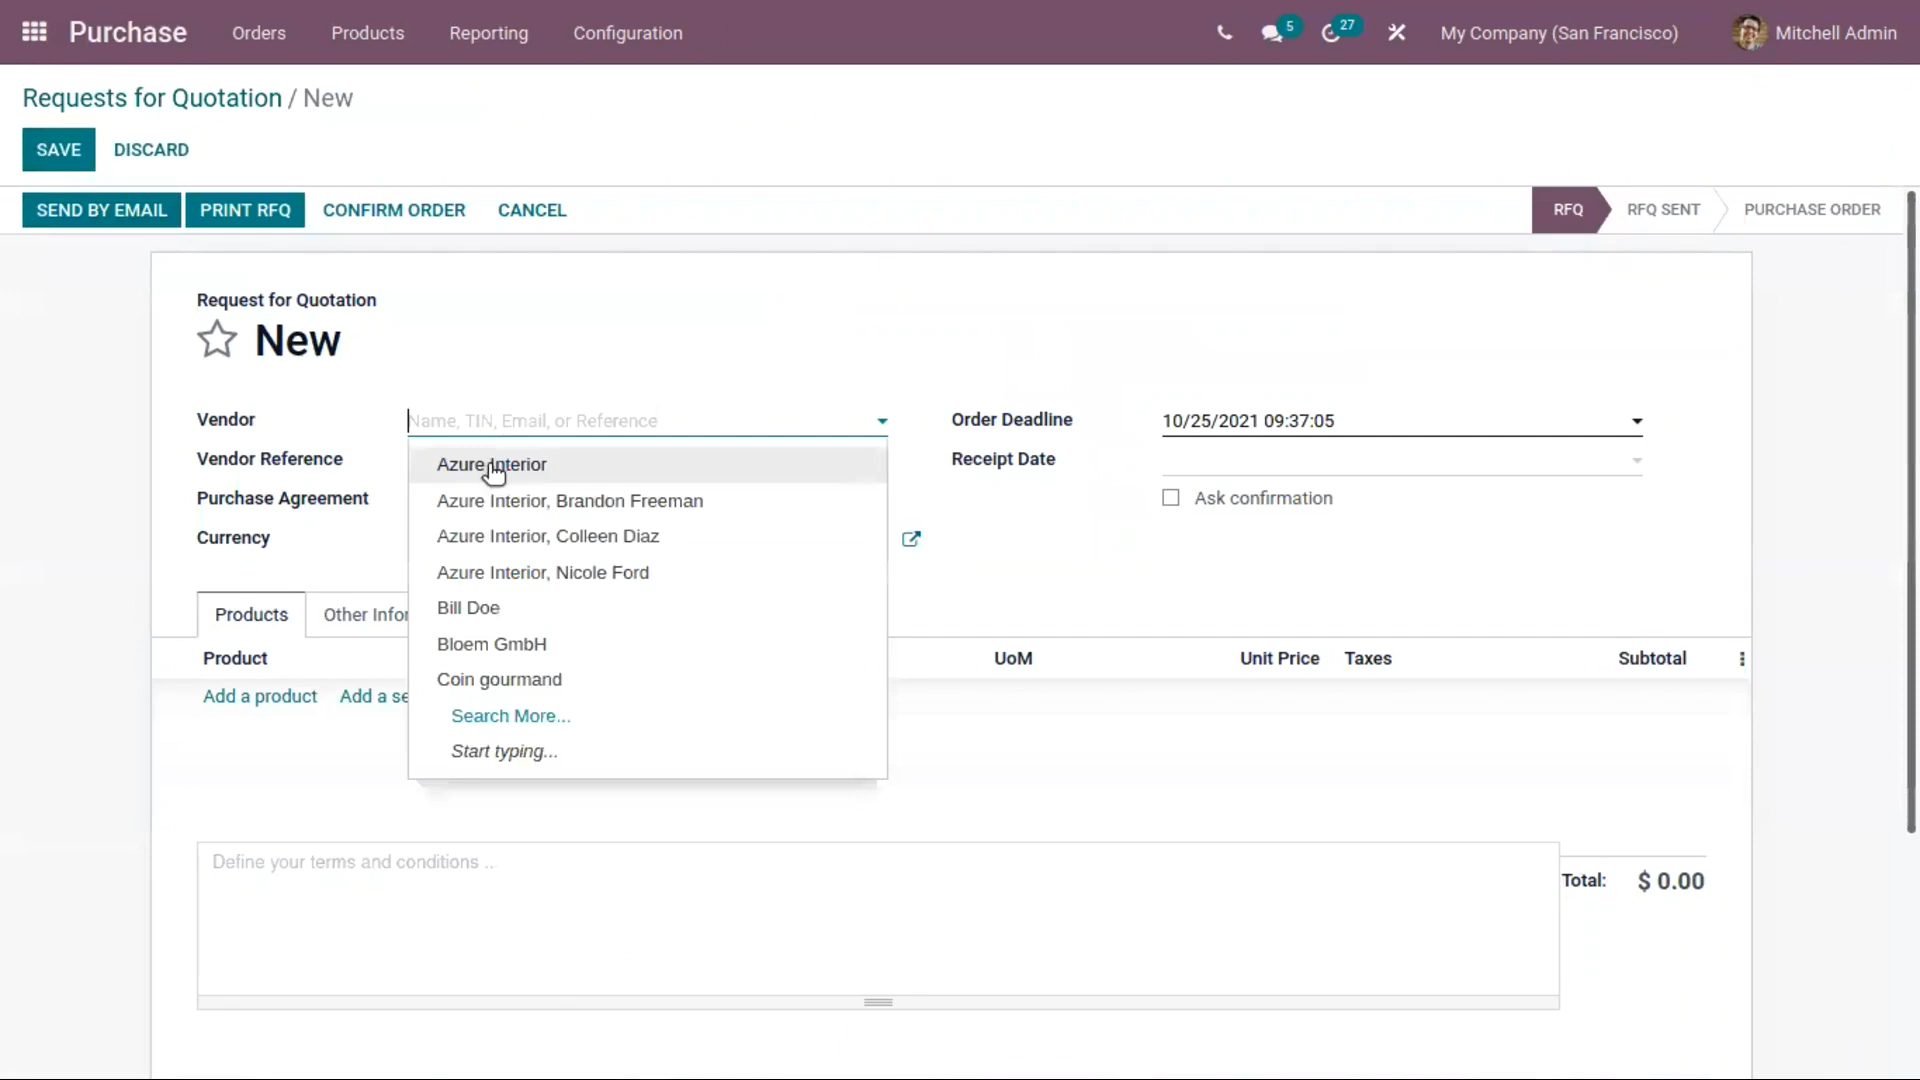 Purchase Orders Products Reporting Configuration 5 27 My Company (San Francisco) Mitchell Admin
Requests for Quotation / New
SAVE DISCARD
SEND BY EMAIL PRINT RFQ CONFIRM ORDER CANCEL RFQ RFQ SENT PURCHASE ORDER
Request for Quotation
New
Vendor Name, TIN, Email, or Reference Order Deadline 10/25/2021 09:37:05
Vendor Reference Azure Interior Receipt Date
Purchase Agreement Azure Interior, Brandon Freeman Ask confirmation
Currency Azure Interior, Colleen Diaz
Azure Interior, Nicole Ford
Products Other Infor Bill Doe
Product Bloem GmbH UoM Unit Price Taxes Subtotal
Add a product Add a se Coin gourmand
Search More...
Start typing...
Define your terms and conditions ...
Total: $ 0.00